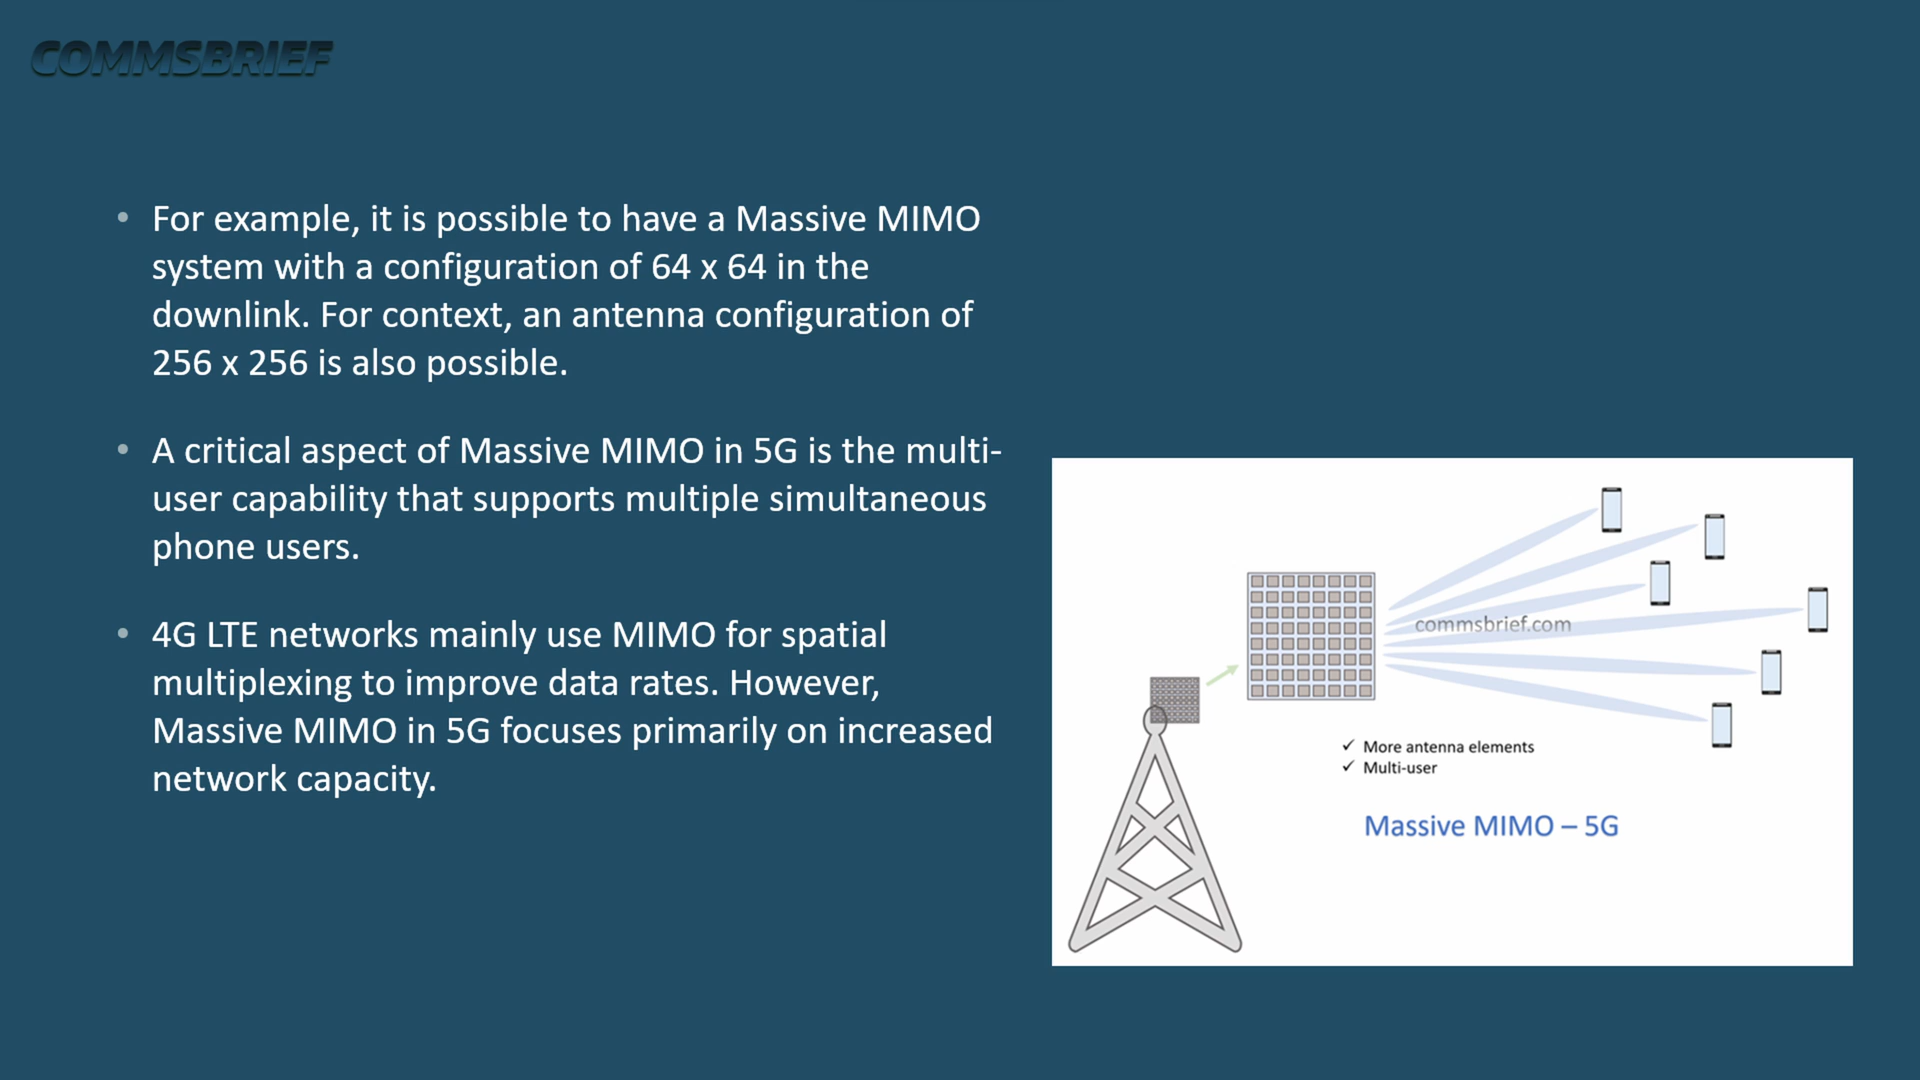 COMMSBRIEF
• For example, it is possible to have a Massive MIMO
system with a configuration of 64 x 64 in the
downlink. For context, an antenna configuration of
256 x 256 is also possible.
• A critical aspect of Massive MIMO in 5G is the multi-
user capability that supports multiple simultaneous
phone users.
• 4G LTE networks mainly use MIMO for spatial
multiplexing to improve data rates. However,
Massive MIMO in 5G focuses primarily on increased
network capacity.
commsbrief.com
✓ More antenna elements
✓ Multi-user
Massive MIMO – 5G